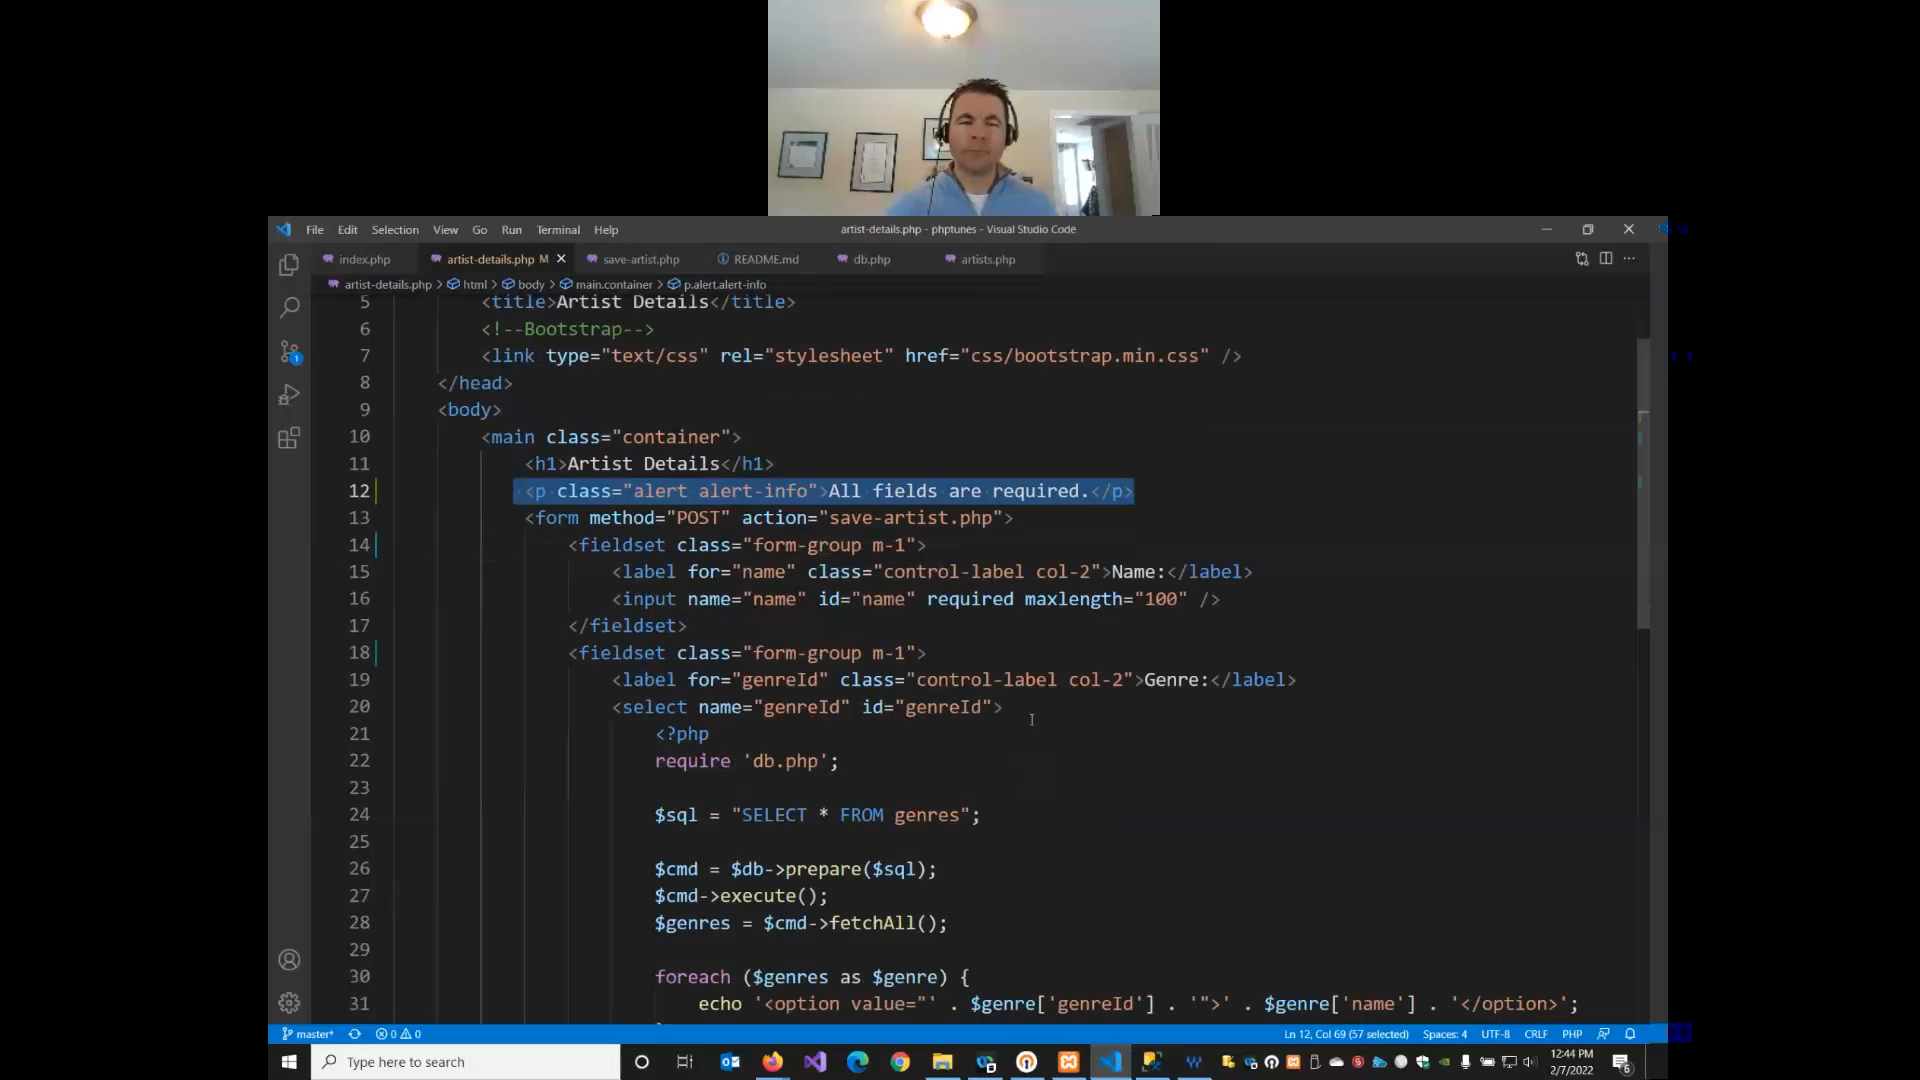 File Edit Selection View Go Run Terminal Help artist-details.php - phptunes - Visual Studio Code
index.php artist-details.php M save-artist.php README.md db.php artists.php
artist-details.php > html > body > main.container > p.alert.alert-info
5 <title>Artist Details</title>
6 <!--Bootstrap-->
7 <link type="text/css" rel="stylesheet" href="css/bootstrap.min.css" />
8 </head>
9 <body>
10 <main class="container">
11 <h1>Artist Details</h1>
12 <p class="alert alert-info">All fields are required.</p>
13 <form method="POST" action="save-artist.php">
14 <fieldset class="form-group m-1">
15 <label for="name" class="control-label col-2">Name:</label>
16 <input name="name" id="name" required maxlength="100" />
17 </fieldset>
18 <fieldset class="form-group m-1">
19 <label for="genreId" class="control-label col-2">Genre:</label>
20 <select name="genreId" id="genreId">
21 <?php
22 require 'db.php';
23
24 $sql = "SELECT * FROM genres";
25
26 $cmd = $db->prepare($sql);
27 $cmd->execute();
28 $genres = $cmd->fetchAll();
29
30 foreach ($genres as $genre) {
31 echo '<option value="' . $genre['genreId'] . '">' . $genre['name'] . '</option>';
master* 0 0 Ln 12, Col 69 (57 selected) Spaces: 4 UTF-8 CRLF PHP
Type here to search
12:44 PM
2/7/2022